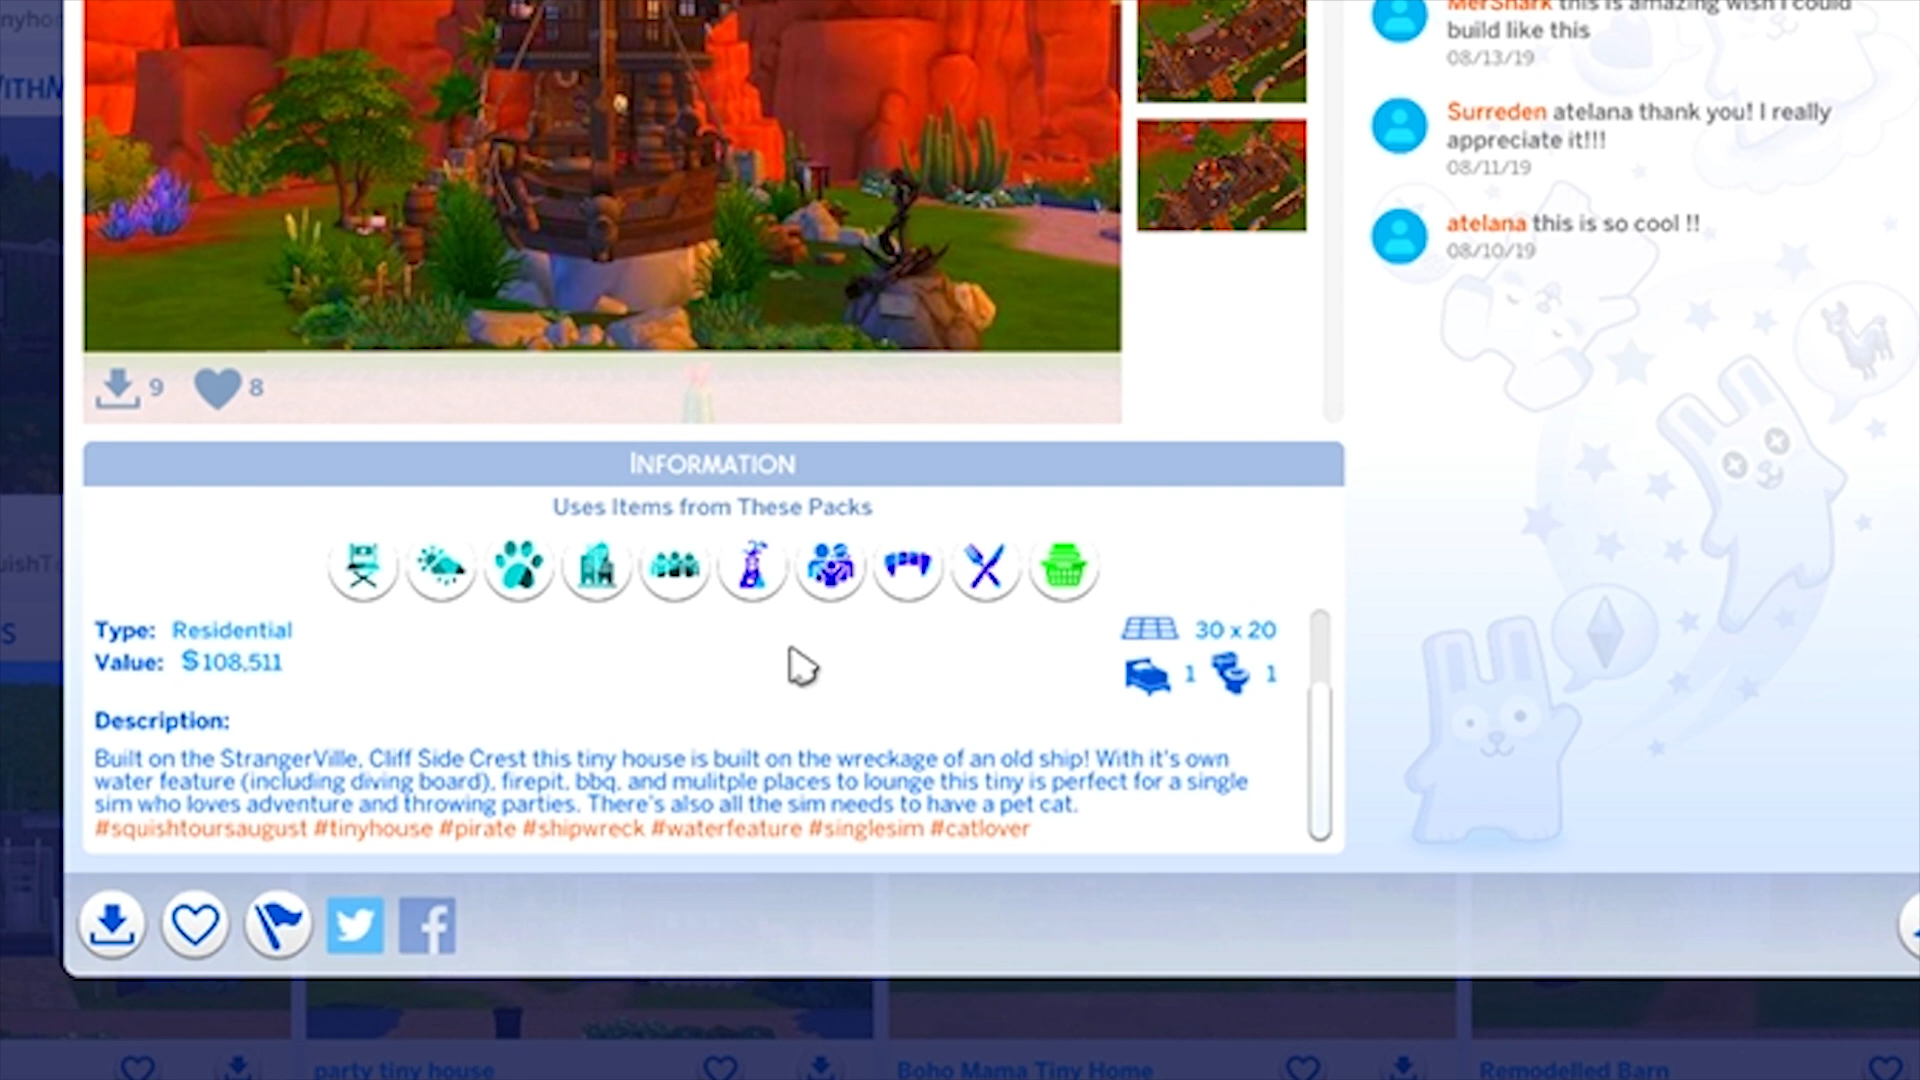 MerShark this is amazing wish I could
build like this
08/13/19
Surreden atelana thank you! I really
appreciate it!!!
08/11/19
atelana this is so cool !!
08/10/19
9 8
INFORMATION
Uses Items from These Packs
Type: Residential
Value: $108,511
30 x 20
1 1
Description:
Built on the StrangerVille, Cliff Side Crest this tiny house is built on the wreckage of an old ship! With it's own
water feature (including diving board), firepit, bbq, and mulitple places to lounge this tiny is perfect for a single
sim who loves adventure and throwing parties. There's also all the sim needs to have a pet cat.
#squishtoursaugust #tinyhouse #pirate #shipwreck #waterfeature #singlesim #catlover
party tiny house
Boho Mama Tiny Home
Remodelled Barn